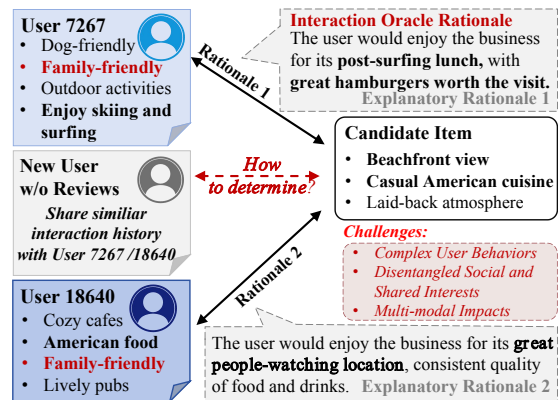 User 7267
• Dog-friendly
• Family-friendly
• Outdoor activities
• Enjoy skiing and
surfing
Rationale 1
Interaction Oracle Rationale
The user would enjoy the business
for its post-surfing lunch, with
great hamburgers worth the visit.
Explanatory Rationale 1
New User
w/o Reviews
Share similiar
interaction history
with User 7267 /18640
How
to determine?
Candidate Item
• Beachfront view
• Casual American cuisine
• Laid-back atmosphere
Challenges:
• Complex User Behaviors
• Disentangled Social and
Shared Interests
• Multi-modal Impacts
User 18640
• Cozy cafes
• American food
• Family-friendly
• Lively pubs
Rationale 2
The user would enjoy the business for its great
people-watching location, consistent quality
of food and drinks. Explanatory Rationale 2